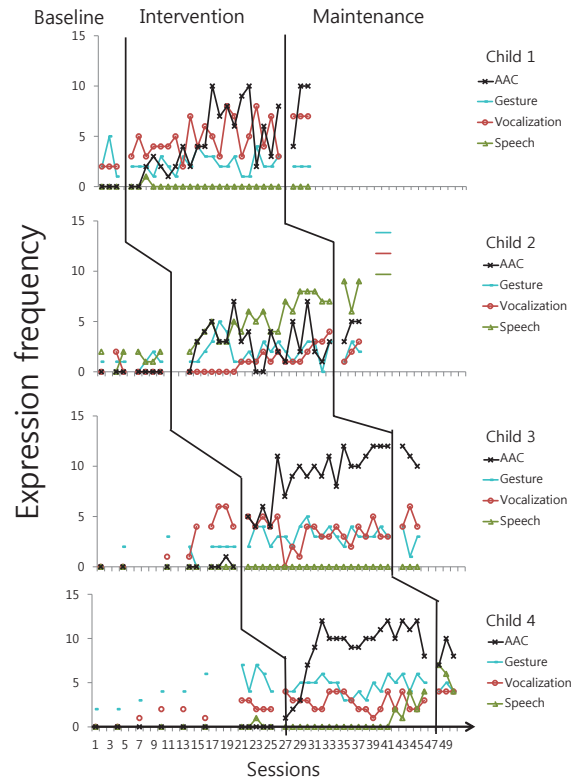 Baseline Intervention Maintenance
Expression frequency
15
10
5
0
Child 1
AAC
Gesture
Vocalization
Speech
15
10
5
0
Child 2
AAC
Gesture
Vocalization
Speech
15
10
5
0
Child 3
AAC
Gesture
Vocalization
Speech
15
10
5
0
Child 4
AAC
Gesture
Vocalization
Speech
1 3 5 7 9 11 13 15 17 19 21 23 25 27 29 31 33 35 37 39 41 43 45 47 49
Sessions